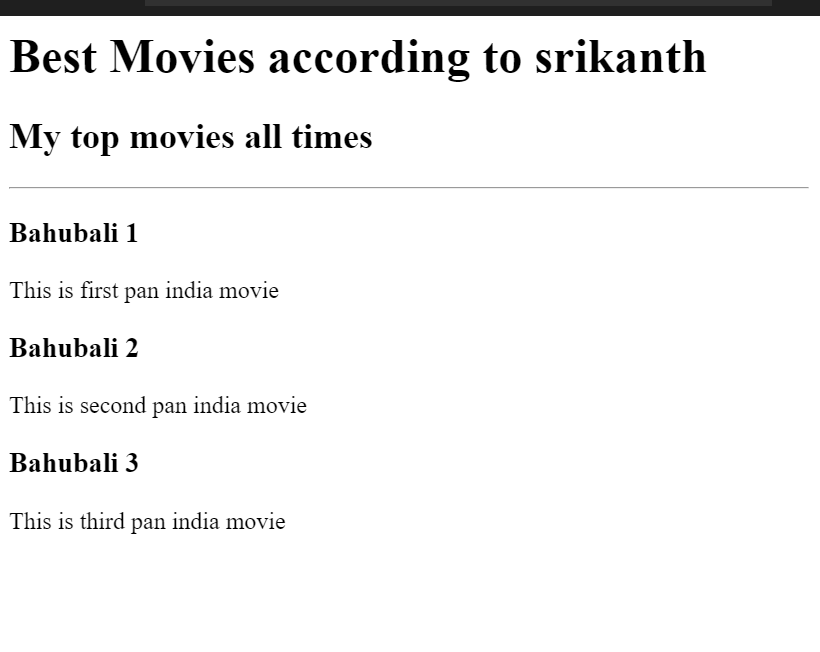 Best Movies according to srikanth
My top movies all times
Bahubali 1
This is first pan india movie
Bahubali 2
This is second pan india movie
Bahubali 3
This is third pan india movie